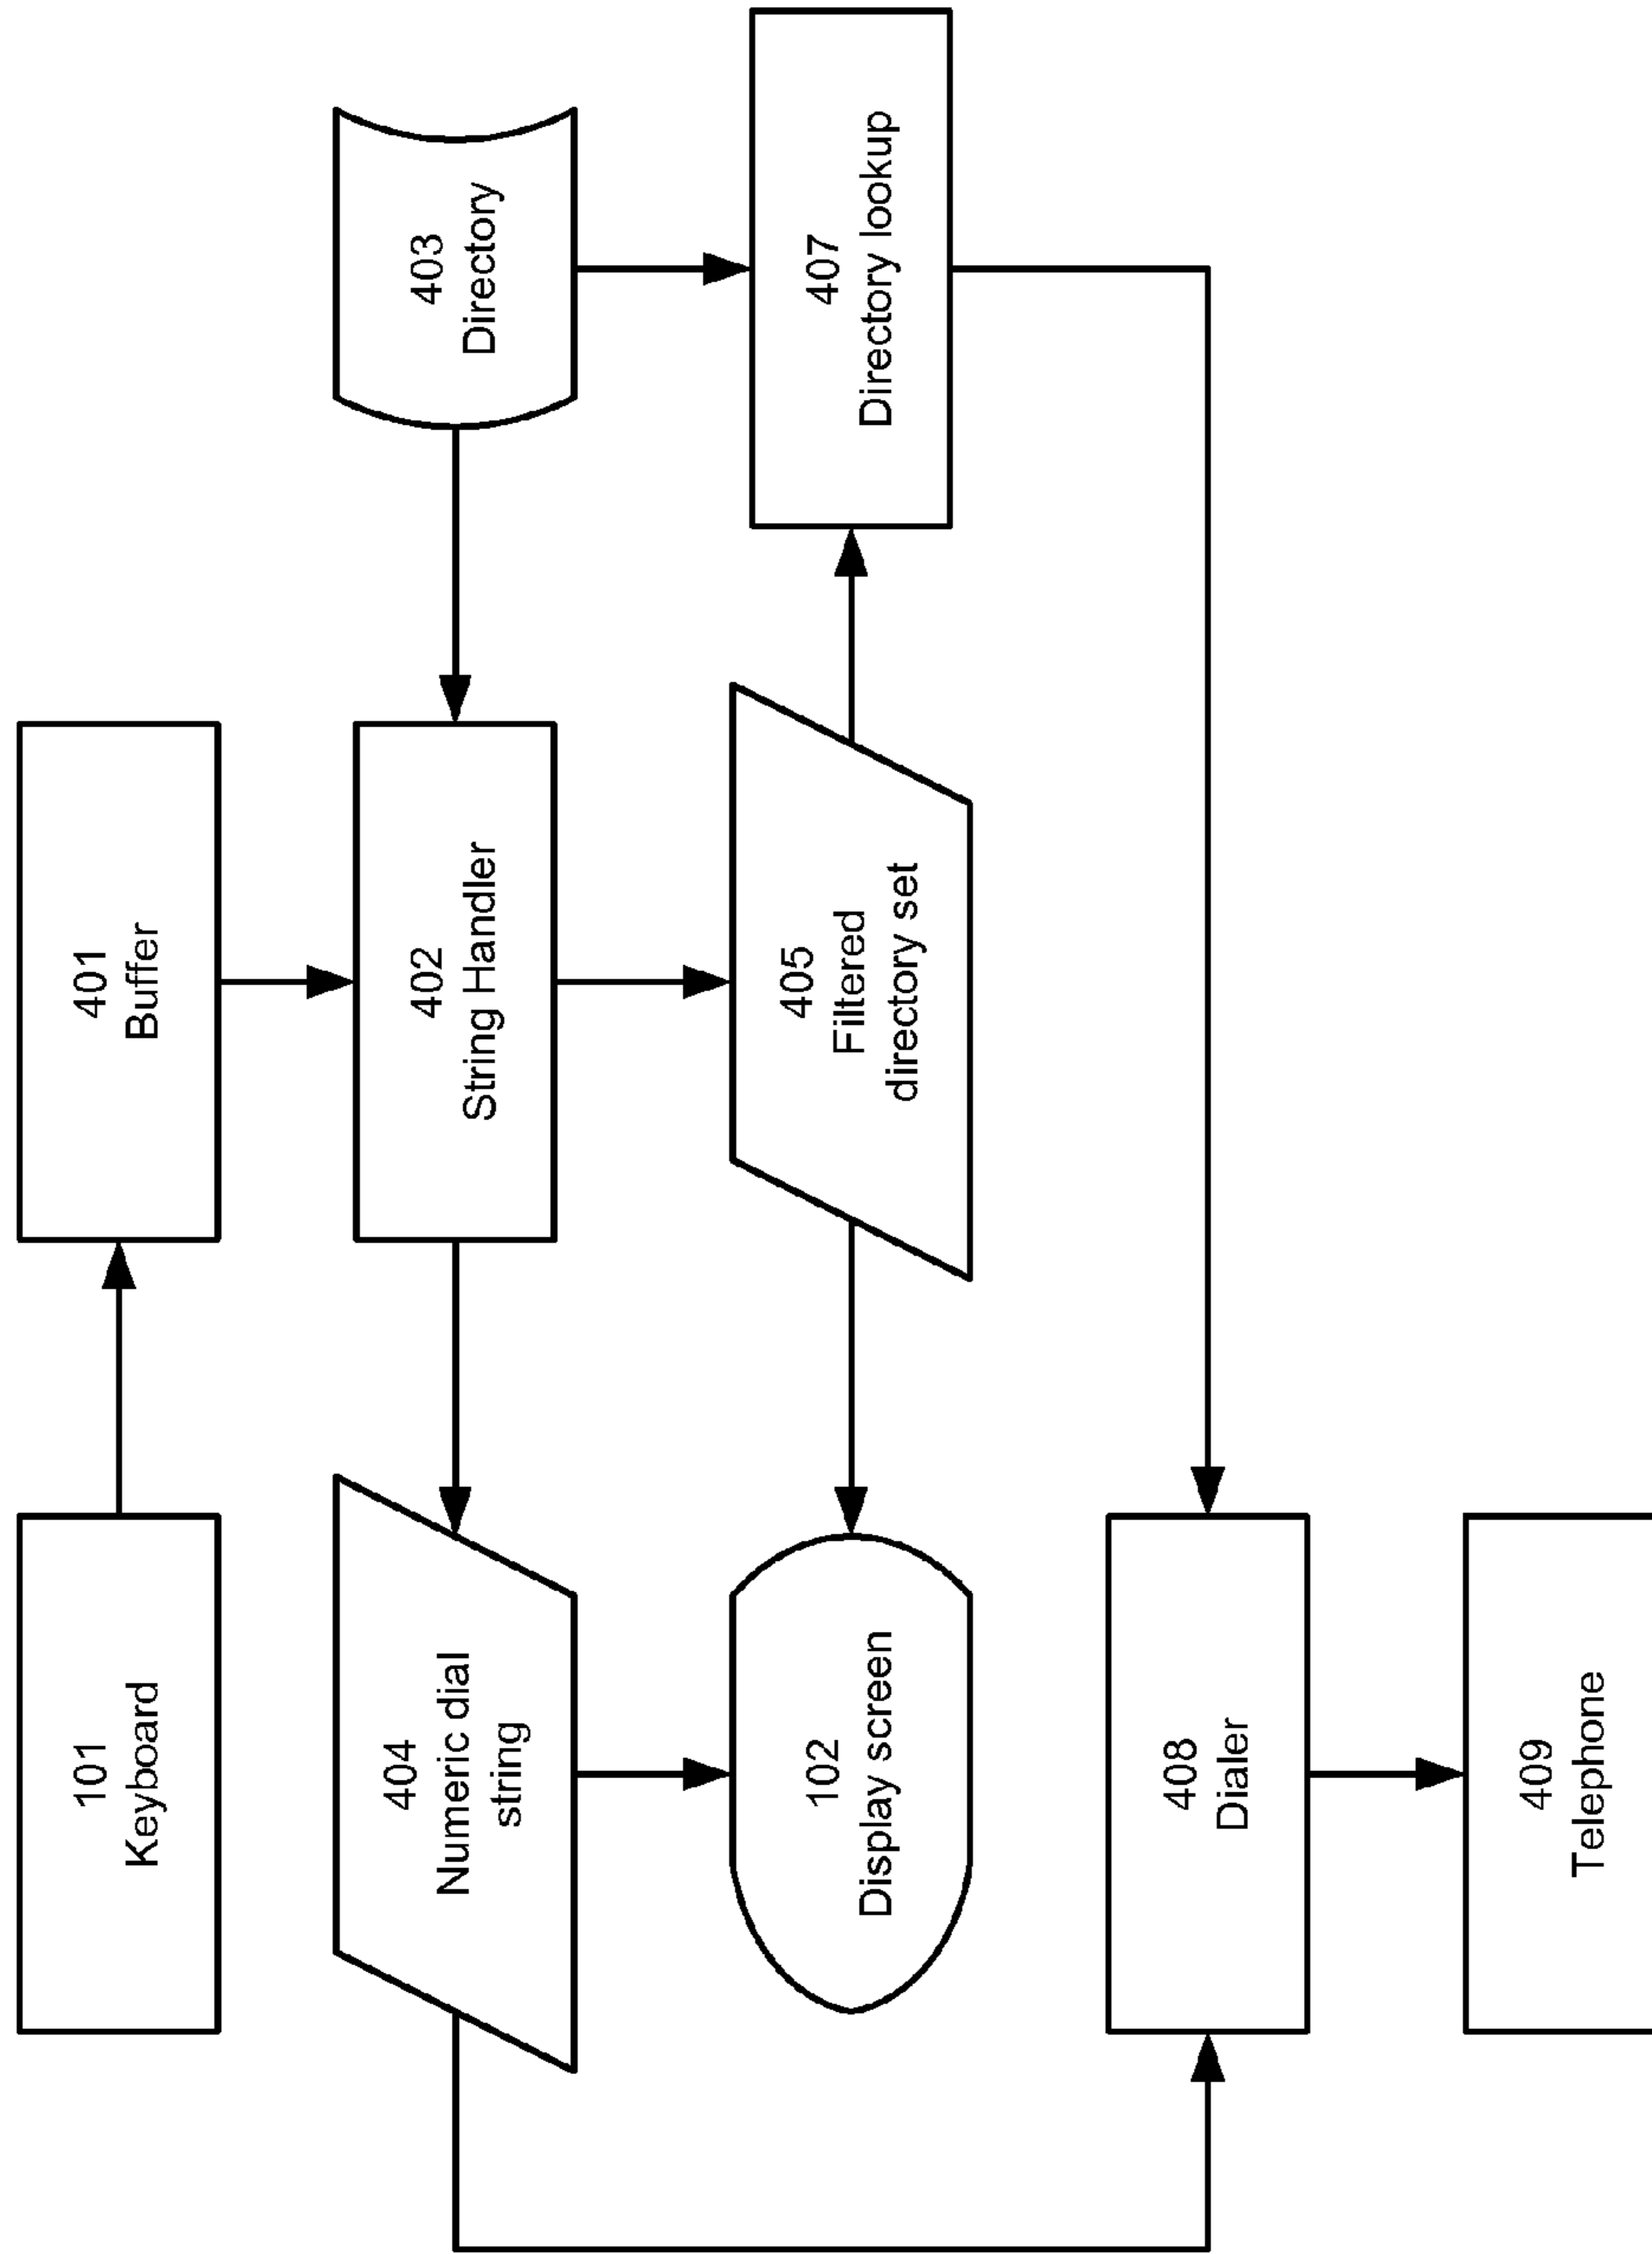 101
Keyboard
401
Buffer
404
Numeric dial
string
402
String Handler
403
Directory
102
Display screen
405
Filtered
directory set
407
Directory lookup
408
Dialer
409
Telephone